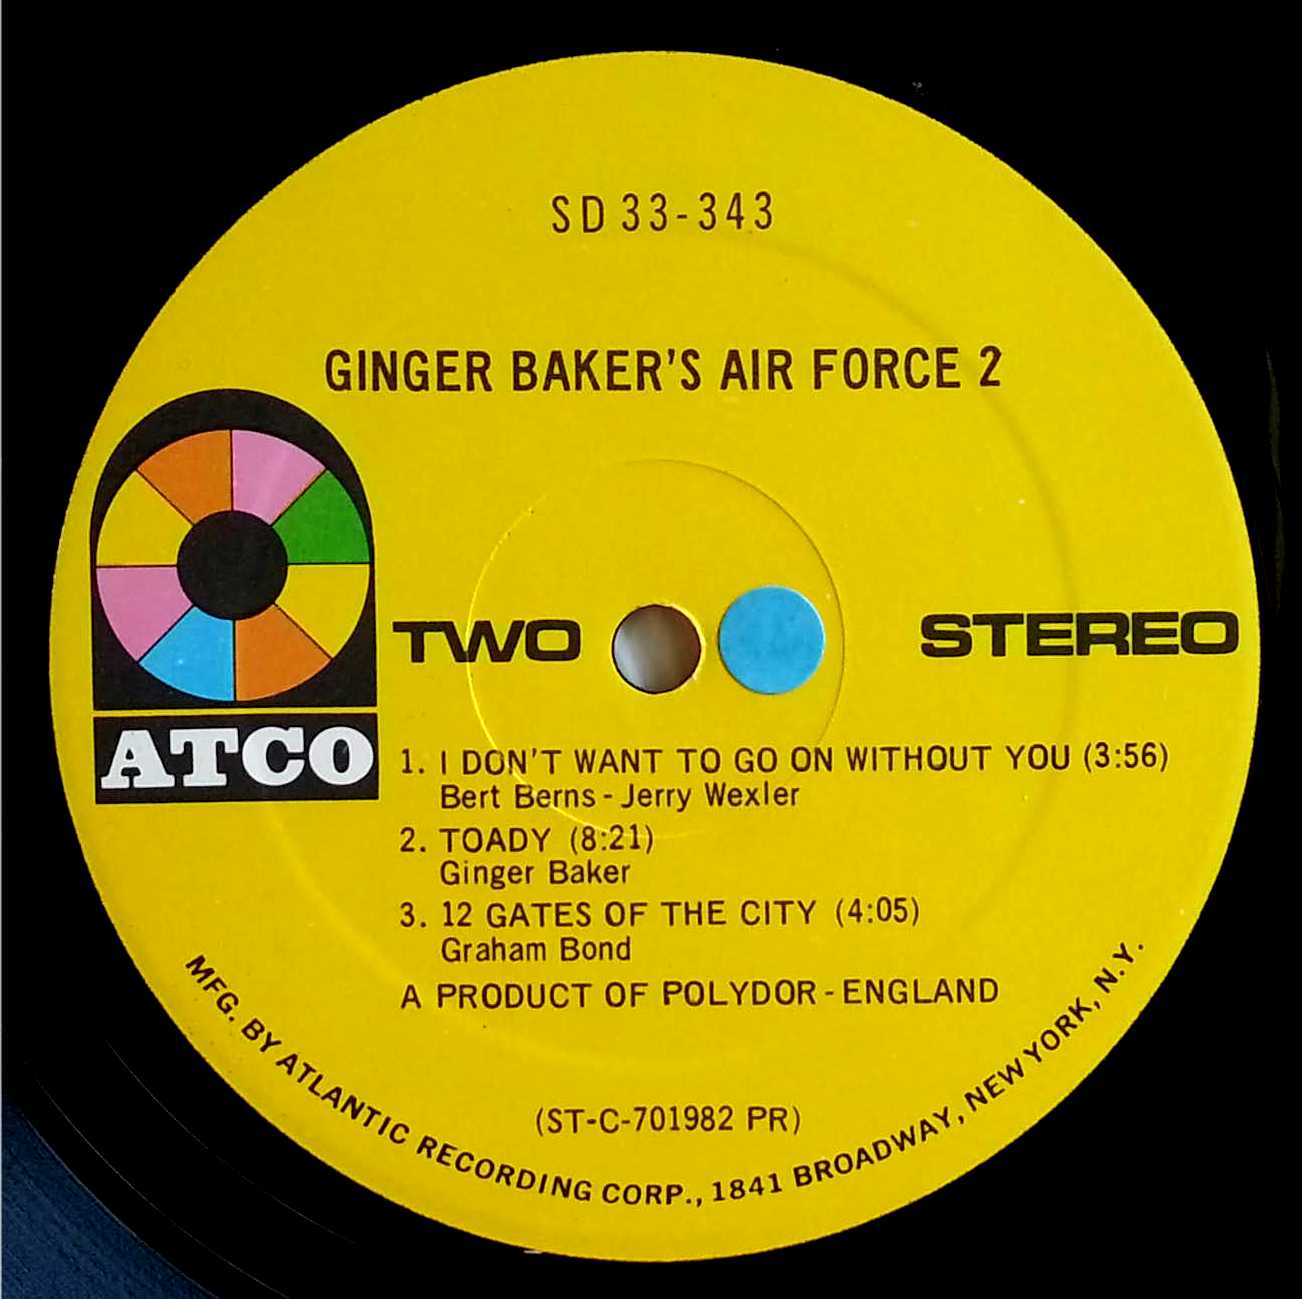 SD 33-343
GINGER BAKER'S AIR FORCE 2
TWO
STEREO
ATCO
1. I DON'T WANT TO GO ON WITHOUT YOU (3:56)
Bert Berns - Jerry Wexler
2. TOADY (8:21)
Ginger Baker
3. 12 GATES OF THE CITY (4:05)
Graham Bond
A PRODUCT OF POLYDOR - ENGLAND
(ST-C-701982 PR)
MFG. BY ATLANTIC RECORDING CORP., 1841 BROADWAY, NEW YORK, N.Y.